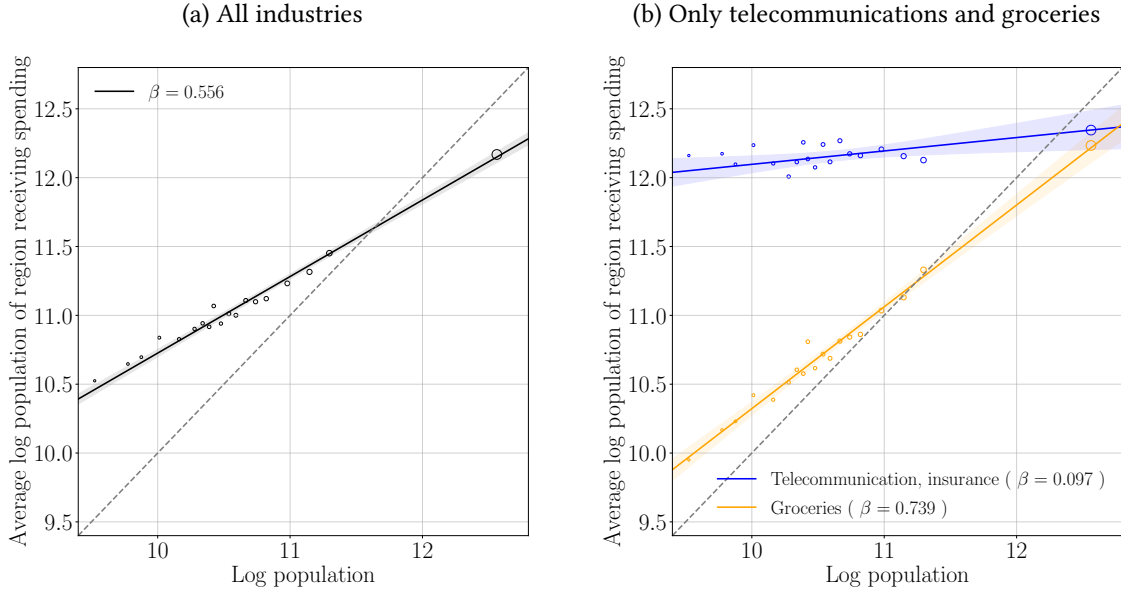 (a) All industries
Average log population of region receiving spending
12.5
12.0
11.5
11.0
10.5
10.0
9.5
β = 0.556
10 11 12
Log population
(b) Only telecommunications and groceries
Average log population of region receiving spending
12.5
12.0
11.5
11.0
10.5
10.0
9.5
Telecommunication, insurance ( β = 0.097 )
Groceries ( β = 0.739 )
10 11 12
Log population